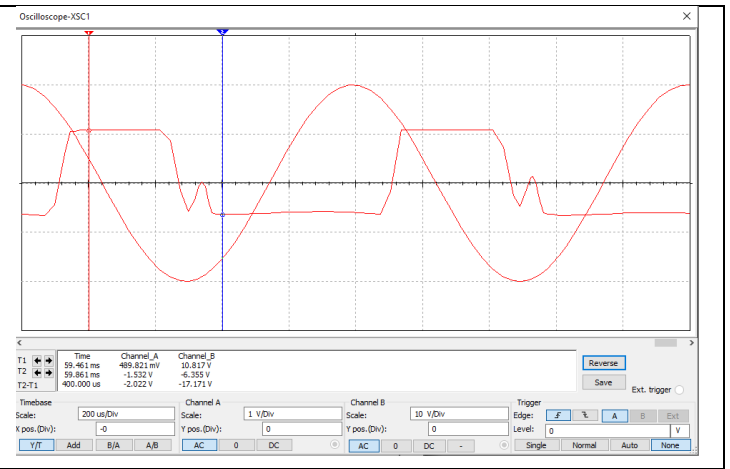 Oscilloscope-XSC1
1
2
Time Channel_A Channel_B
T1 59.461 ms 489.821 mV 10.817 V
T2 59.861 ms -1.532 V -6.355 V
T2-T1 400.000 us -2.022 V -17.171 V
Reverse
Save
Ext. trigger
Timebase Channel A Channel B Trigger
Scale: 200 us/Div Scale: 1 V/Div Scale: 10 V/Div Edge: A B Ext
X pos.(Div): -0 Y pos.(Div): 0 Y pos.(Div): 0 Level: 0 V
Y/T Add B/A A/B AC 0 DC AC 0 DC - Single Normal Auto None